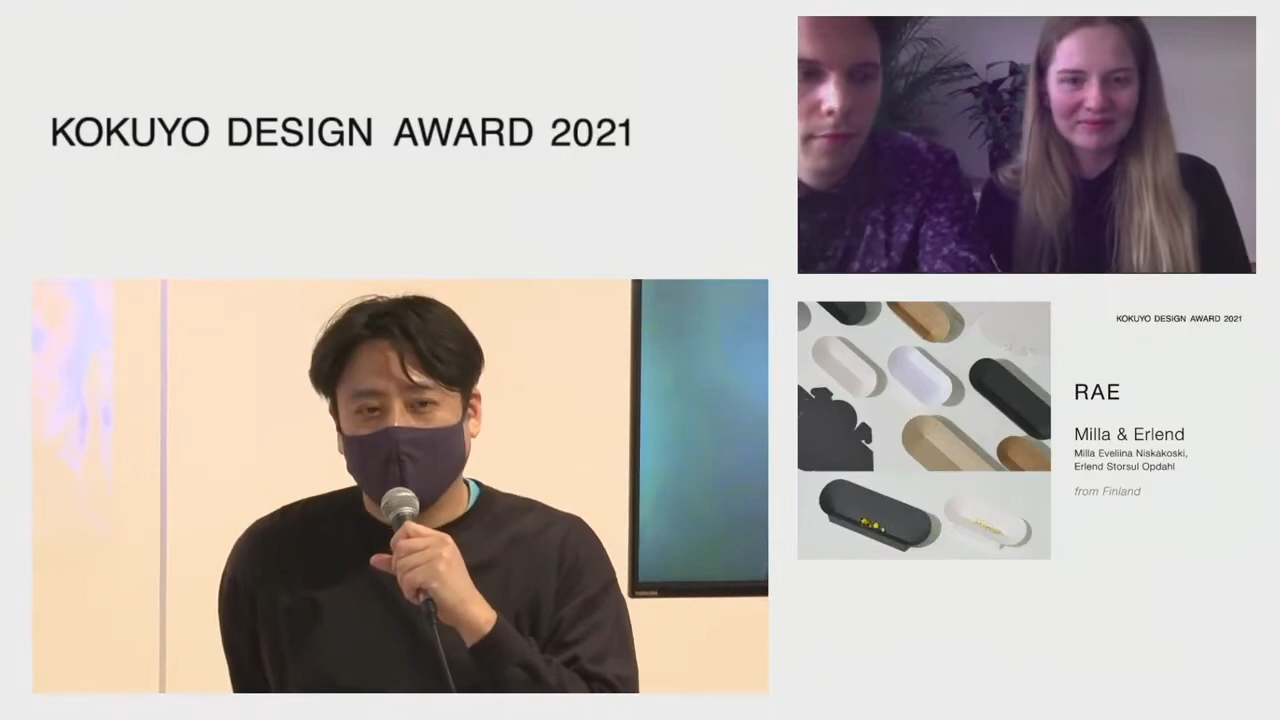 KOKUYO DESIGN AWARD 2021
KOKUYO DESIGN AWARD 2021
RAE
Milla & Erlend
Milla Eveliina Niskakoski,
Erlend Storsul Opdahl
from Finland